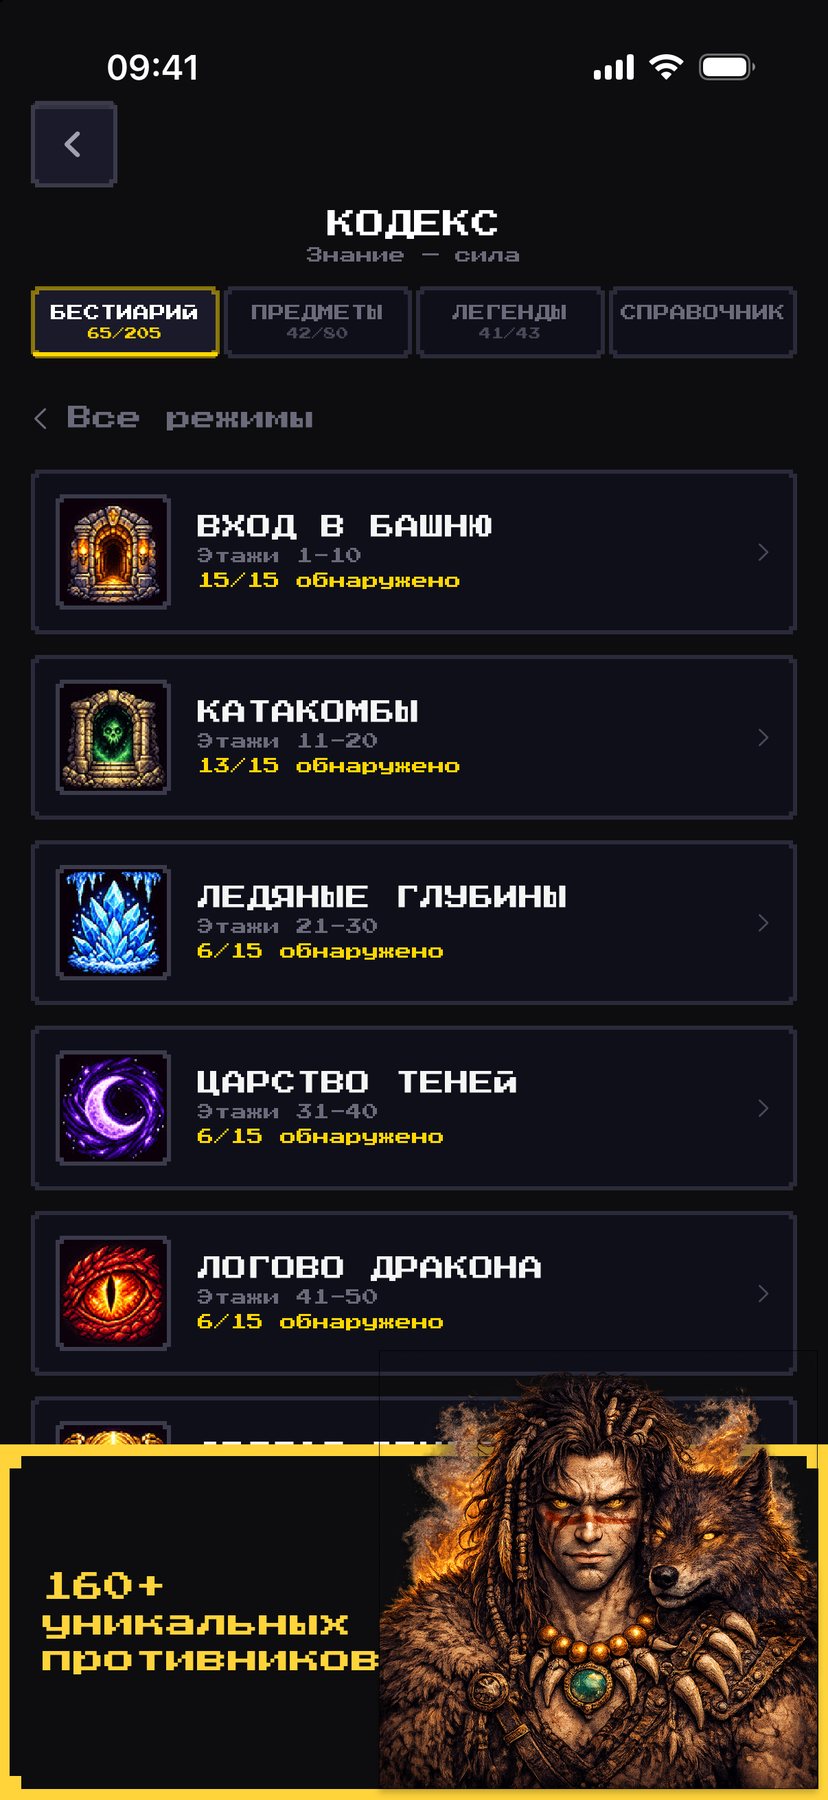 09:41
КОДЕКС
Знание — сила
БЕСТИАРИЙ
65/205
ПРЕДМЕТЫ
42/80
ЛЕГЕНДЫ
41/43
СПРАВОЧНИК
Все режимы
ВХОД В БАШНЮ
Этажи 1-10
15/15 обнаружено
КАТАКОМБЫ
Этажи 11-20
13/15 обнаружено
ЛЕДЯНЫЕ ГЛУБИНЫ
Этажи 21-30
6/15 обнаружено
ЦАРСТВО ТЕНЕЙ
Этажи 31-40
6/15 обнаружено
ЛОГОВО ДРАКОНА
Этажи 41-50
6/15 обнаружено
160+
уникальных
противников